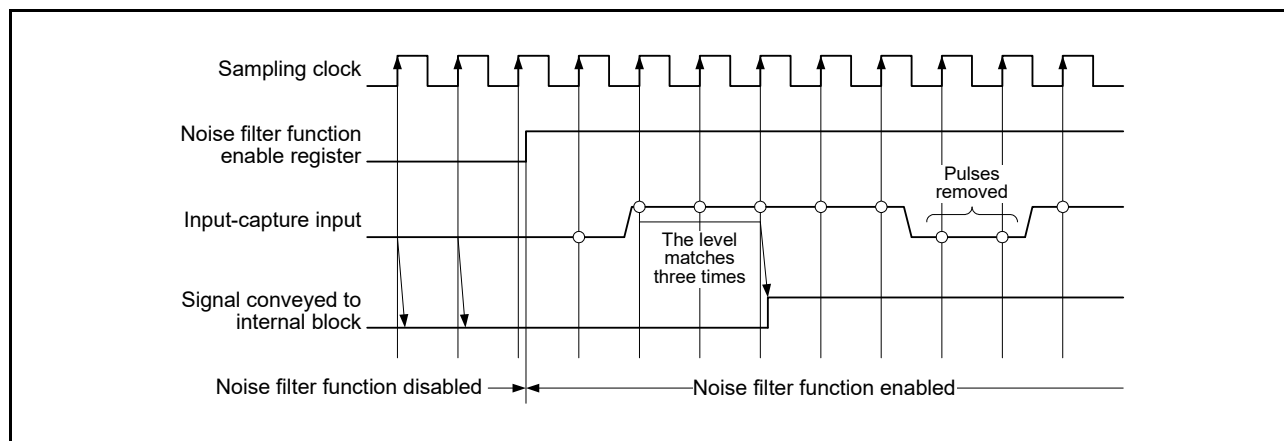 Sampling clock
Noise filter function
enable register
Pulses
removed
Input-capture input
The level
matches
three times
Signal conveyed to
internal block
Noise filter function disabled
Noise filter function enabled